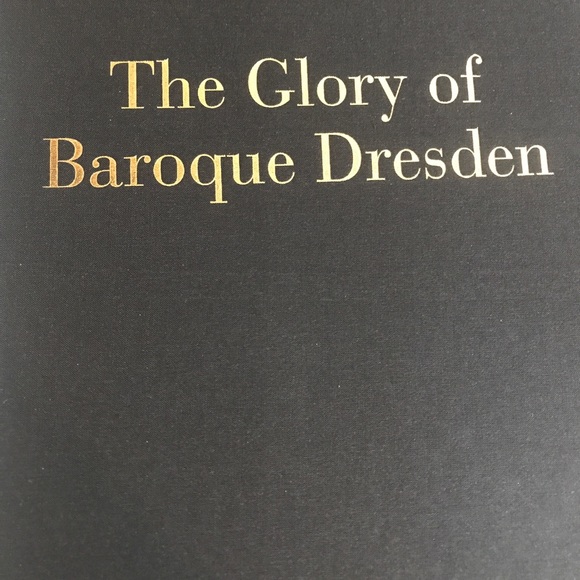 The Glory of
Baroque Dresden